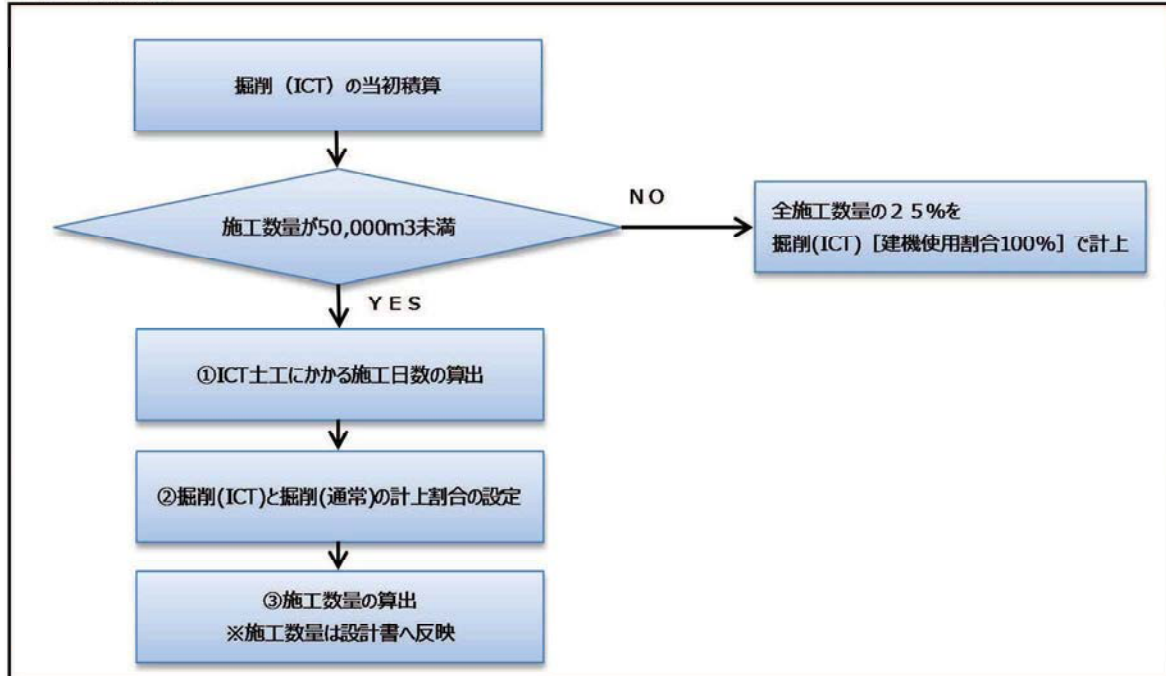 掘削（ICT）の当初積算
施工数量が50,000m3未満
NO
全施工数量の２５％を
掘削(ICT)［建機使用割合100%］で計上
YES
①ICT土工にかかる施工日数の算出
②掘削(ICT)と掘削(通常)の計上割合の設定
③施工数量の算出
※施工数量は設計書へ反映